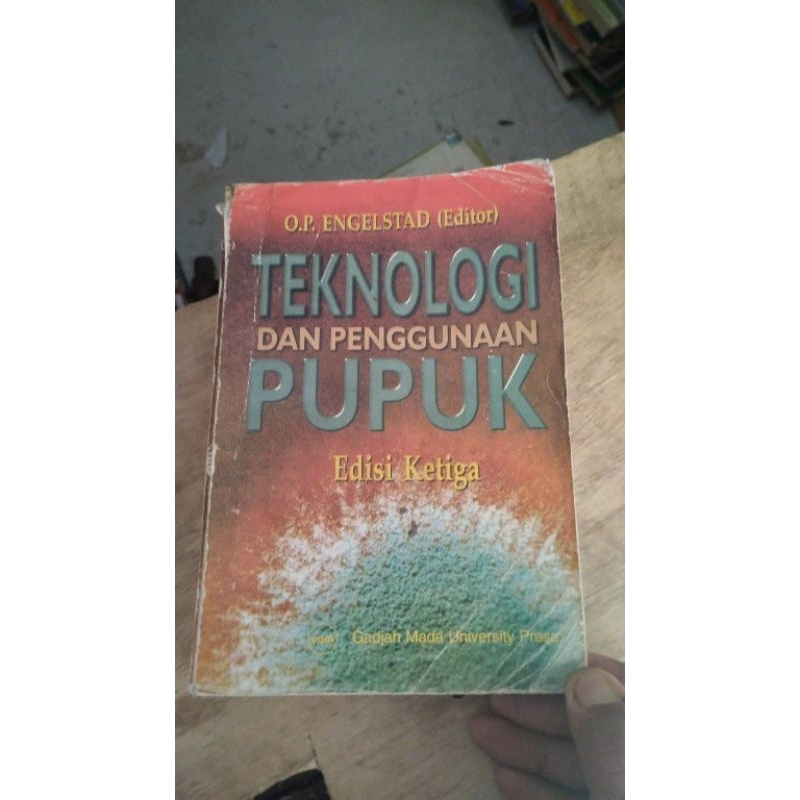 O.P. ENGELSTAD (Editor)
TEKNOLOGI
DAN PENGGUNAAN
PUPUK
Edisi Ketiga
Gadjah Mada University Press